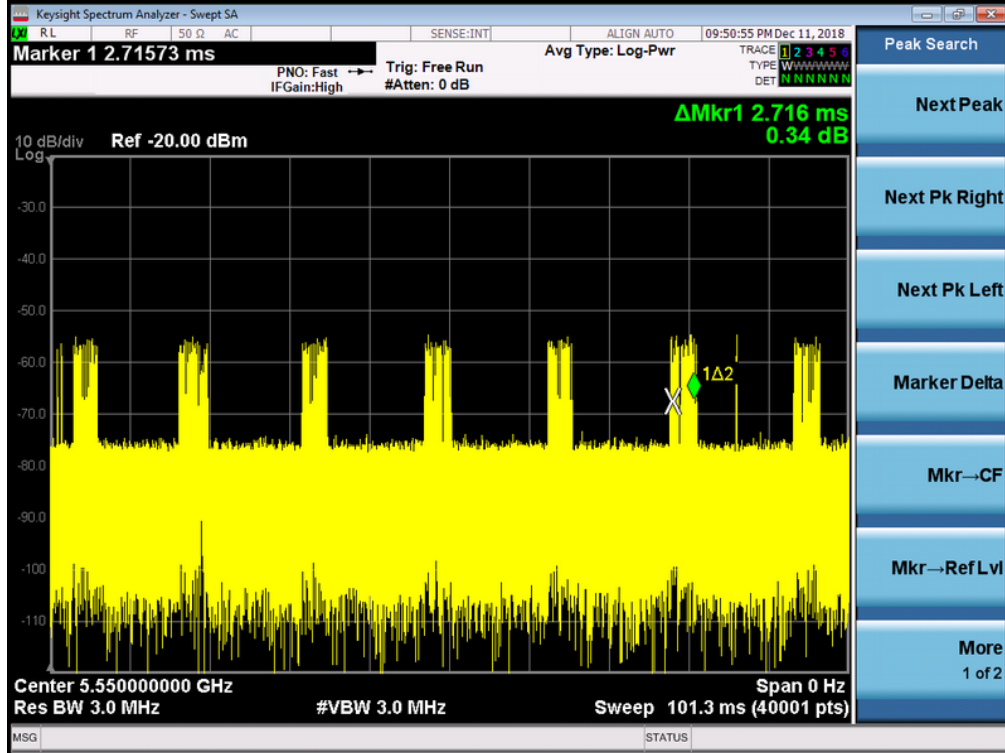 Keysight Spectrum Analyzer - Swept SA
LXI RL RF 50 Ω AC SENSE:INT ALIGN AUTO 09:50:55 PM Dec 11, 2018
Marker 1 2.71573 ms
PNO: Fast
IFGain:High
Trig: Free Run
#Atten: 0 dB
Avg Type: Log-Pwr
TRACE 1 2 3 4 5 6
TYPE WWWWWW
DET N N N N N N
ΔMkr1 2.716 ms
0.34 dB
10 dB/div Ref -20.00 dBm
Log
-30.0
-40.0
-50.0
-60.0
-70.0
-80.0
-90.0
-100
-110
1Δ2
X
Center 5.550000000 GHz Span 0 Hz
Res BW 3.0 MHz #VBW 3.0 MHz Sweep 101.3 ms (40001 pts)
MSG STATUS
Peak Search
Next Peak
Next Pk Right
Next Pk Left
Marker Delta
Mkr→CF
Mkr→Ref Lvl
More
1 of 2